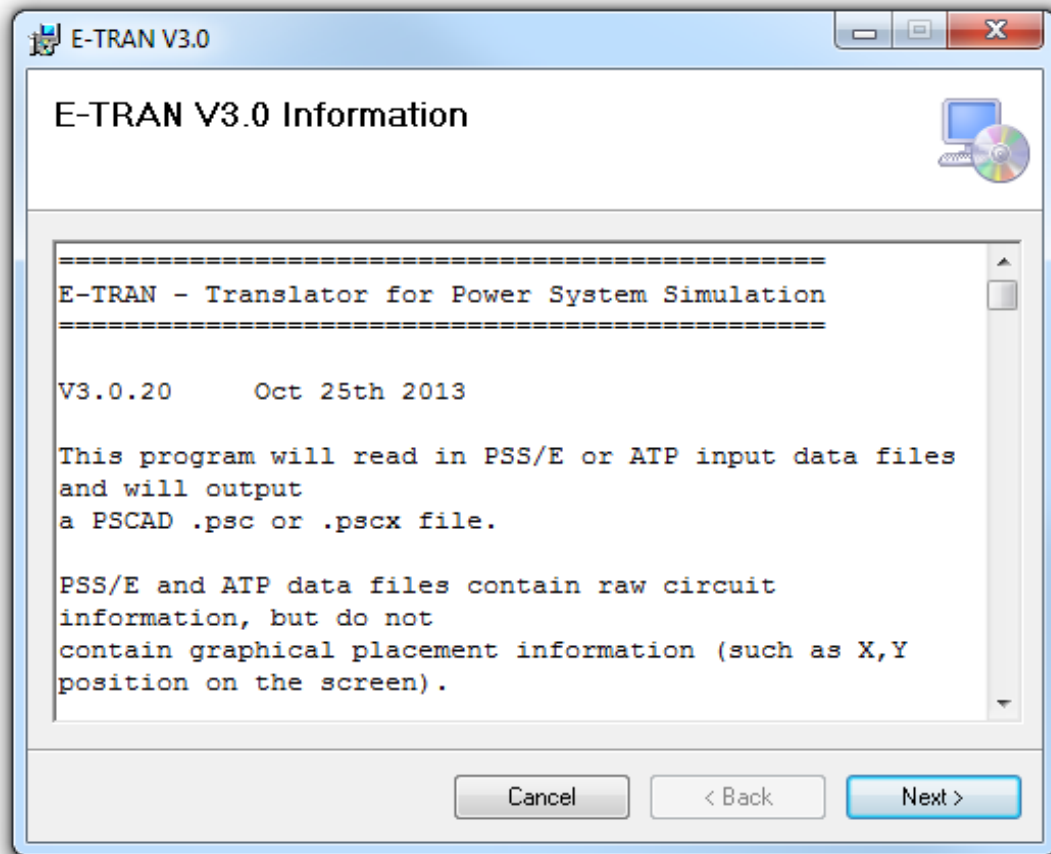 E-TRAN V3.0
E-TRAN V3.0 Information
===============================================
E-TRAN - Translator for Power System Simulation
===============================================
V3.0.20     Oct 25th 2013
This program will read in PSS/E or ATP input data files
and will output
a PSCAD .psc or .pscx file.
PSS/E and ATP data files contain raw circuit
information, but do not
contain graphical placement information (such as X,Y
position on the screen).
Cancel
< Back
Next >